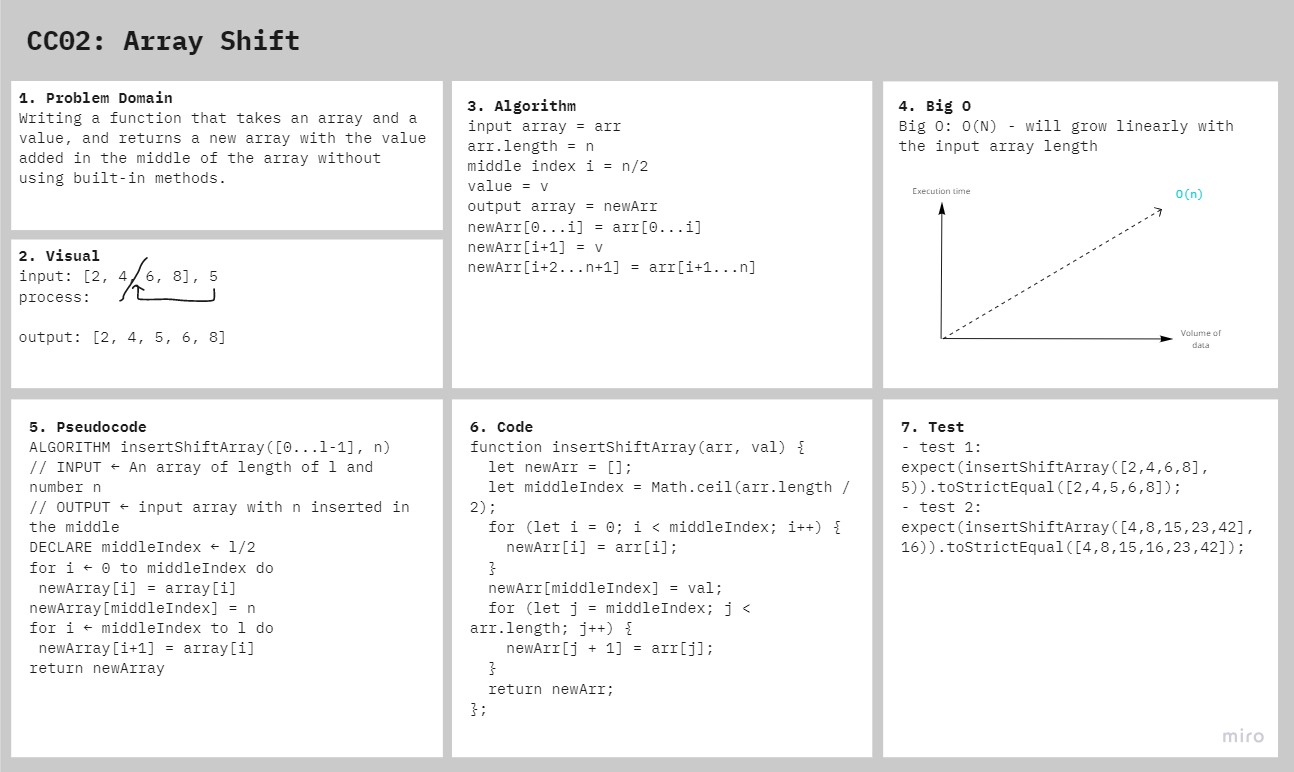 CC02: Array Shift
1. Problem Domain
Writing a function that takes an array and a
value, and returns a new array with the value
added in the middle of the array without
using built-in methods.
2. Visual
input: [2, 4, 6, 8], 5
process:
output: [2, 4, 5, 6, 8]
3. Algorithm
input array = arr
arr.length = n
middle index i = n/2
value = v
output array = newArr
newArr[0...i] = arr[0...i]
newArr[i+1] = v
newArr[i+2...n+1] = arr[i+1...n]
4. Big O
Big O: O(N) - will grow linearly with
the input array length
Execution time
O(n)
Volume of
data
5. Pseudocode
ALGORITHM insertShiftArray([0...l-1], n)
// INPUT ← An array of length of l and
number n
// OUTPUT ← input array with n inserted in
the middle
DECLARE middleIndex ← l/2
for i ← 0 to middleIndex do
 newArray[i] = array[i]
newArray[middleIndex] = n
for i ← middleIndex to l do
 newArray[i+1] = array[i]
return newArray
6. Code
function insertShiftArray(arr, val) {
  let newArr = [];
  let middleIndex = Math.ceil(arr.length /
2);
  for (let i = 0; i < middleIndex; i++) {
    newArr[i] = arr[i];
  }
  newArr[middleIndex] = val;
  for (let j = middleIndex; j <
arr.length; j++) {
    newArr[j + 1] = arr[j];
  }
  return newArr;
};
7. Test
- test 1:
expect(insertShiftArray([2,4,6,8],
5)).toStrictEqual([2,4,5,6,8]);
- test 2:
expect(insertShiftArray([4,8,15,23,42],
16)).toStrictEqual([4,8,15,16,23,42]);
miro